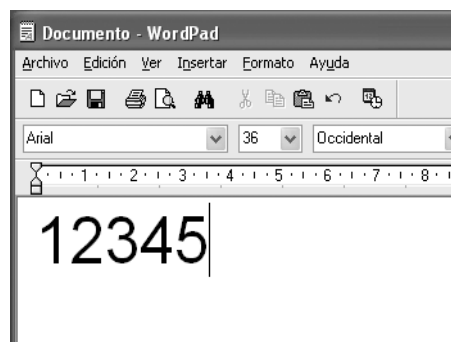 Documento - WordPad
Archivo Edición Ver Insertar Formato Ayuda
Arial 36 Occidental
1 2 3 4 5 6 7 8
12345